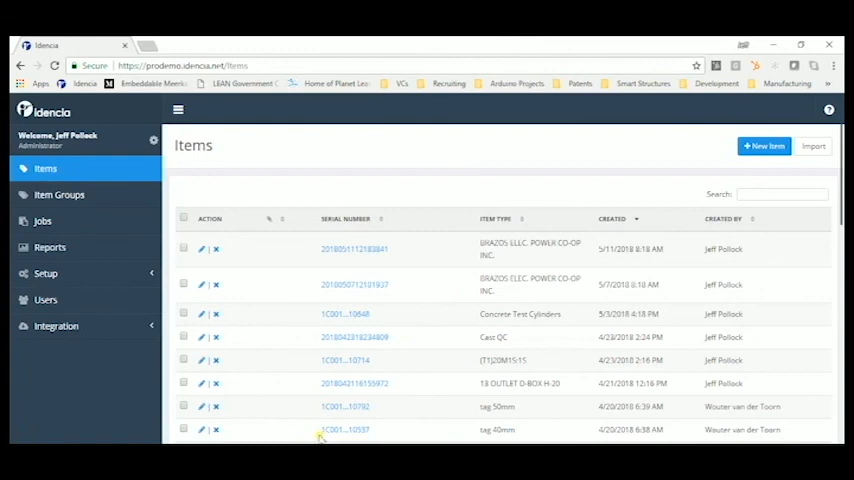 Idencia
Secure https://prodemo.idencia.net/Items
Apps Idencia Embeddable Meerka LEAN Government C Home of Planet Lea VCs Recruiting Arduino Projects Patents Smart Structures Development Manufacturing »
idencia
Welcome, Jeff Pollock
Administrator
Items
Item Groups
Jobs
Reports
Setup
Users
Integration
Items
New Item Import
Search:
ACTION SERIAL NUMBER ITEM TYPE CREATED CREATED BY
20180511112183841 BRAZOS ELEC. POWER CO-OP INC. 5/11/2018 8:18 AM Jeff Pollock
BRAZOS ELEC. POWER CO-OP INC. 5/7/2018 8:18 AM Jeff Pollock
1C001...10648 Concrete Test Cylinders 5/3/2018 4:18 PM Jeff Pollock
2018042318234809 Cast QC 4/23/2018 2:24 PM Jeff Pollock
1C001...10714 (T1)20M1S:1S 4/23/2018 2:16 PM Jeff Pollock
2018042116155972 13 OUTLET D-BOX H-20 4/21/2018 12:16 PM Jeff Pollock
1C001...10792 tag 50mm 4/20/2018 6:39 AM Wouter van der Toorn
1C001...10537 tag 40mm 4/20/2018 6:38 AM Wouter van der Toorn